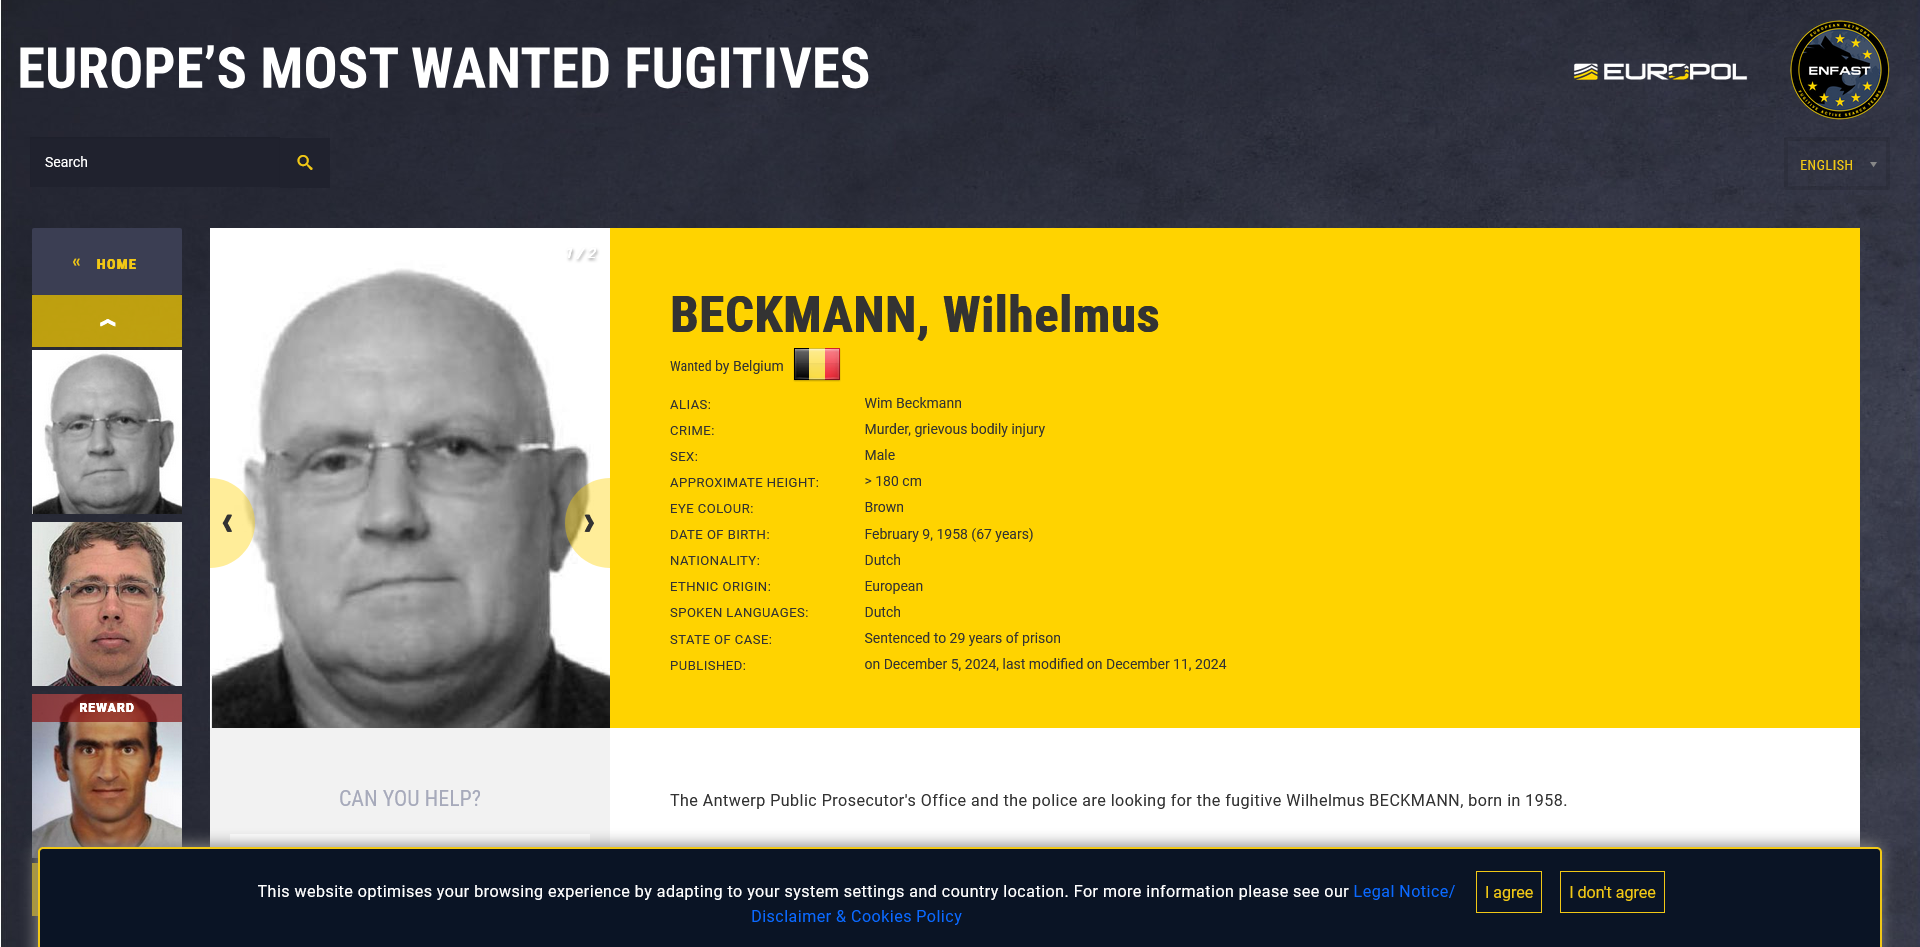 EUROPE’S MOST WANTED FUGITIVES
EUROPOL
EUROPEAN NETWORK
ENFAST
FUGITIVE ACTIVE SEARCH TEAMS
Search
ENGLISH
« HOME
REWARD
1 / 2
❰
❱
BECKMANN, Wilhelmus
Wanted by Belgium
ALIAS: Wim Beckmann
CRIME: Murder, grievous bodily injury
SEX: Male
APPROXIMATE HEIGHT: > 180 cm
EYE COLOUR: Brown
DATE OF BIRTH: February 9, 1958 (67 years)
NATIONALITY: Dutch
ETHNIC ORIGIN: European
SPOKEN LANGUAGES: Dutch
STATE OF CASE: Sentenced to 29 years of prison
PUBLISHED: on December 5, 2024, last modified on December 11, 2024
CAN YOU HELP?
The Antwerp Public Prosecutor's Office and the police are looking for the fugitive Wilhelmus BECKMANN, born in 1958.
This website optimises your browsing experience by adapting to your system settings and country location. For more information please see our Legal Notice/
Disclaimer & Cookies Policy
I agree
I don't agree